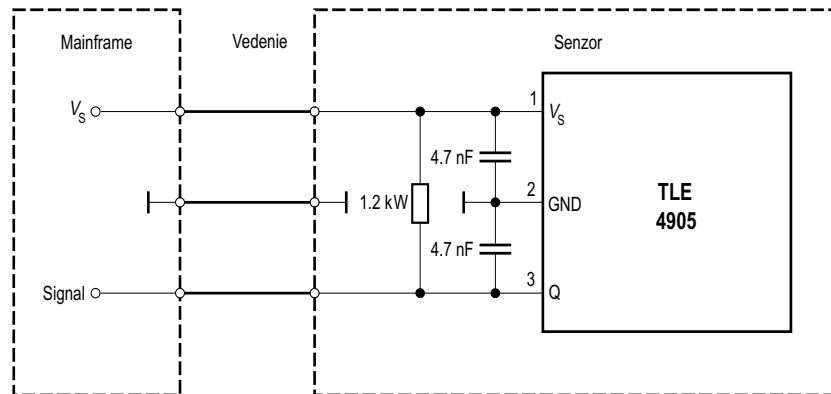 Mainframe
Vedenie
Senzor
VS
1
VS
4.7 nF
1.2 kW
2
GND
TLE
4905
4.7 nF
3
Signal
Q